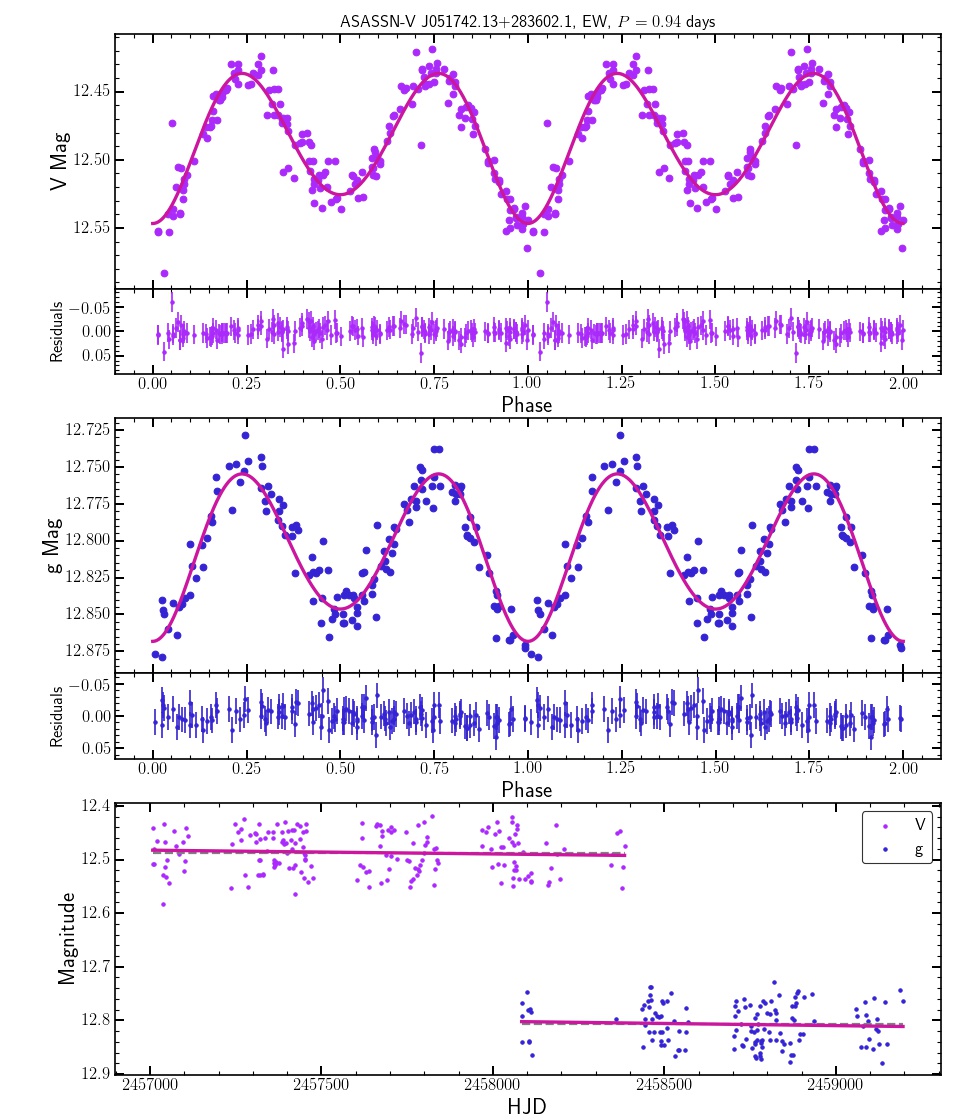 ASASSN-V J051742.13+283602.1, EW, P = 0.94 days
V Mag
12.45
12.50
12.55
Residuals
−0.05
0.00
0.05
0.00 0.25 0.50 0.75 1.00 1.25 1.50 1.75 2.00
Phase
g Mag
12.725
12.750
12.775
12.800
12.825
12.850
12.875
Residuals
−0.05
0.00
0.05
0.00 0.25 0.50 0.75 1.00 1.25 1.50 1.75 2.00
Phase
Magnitude
12.4
12.5
12.6
12.7
12.8
12.9
V
g
2457000 2457500 2458000 2458500 2459000
HJD